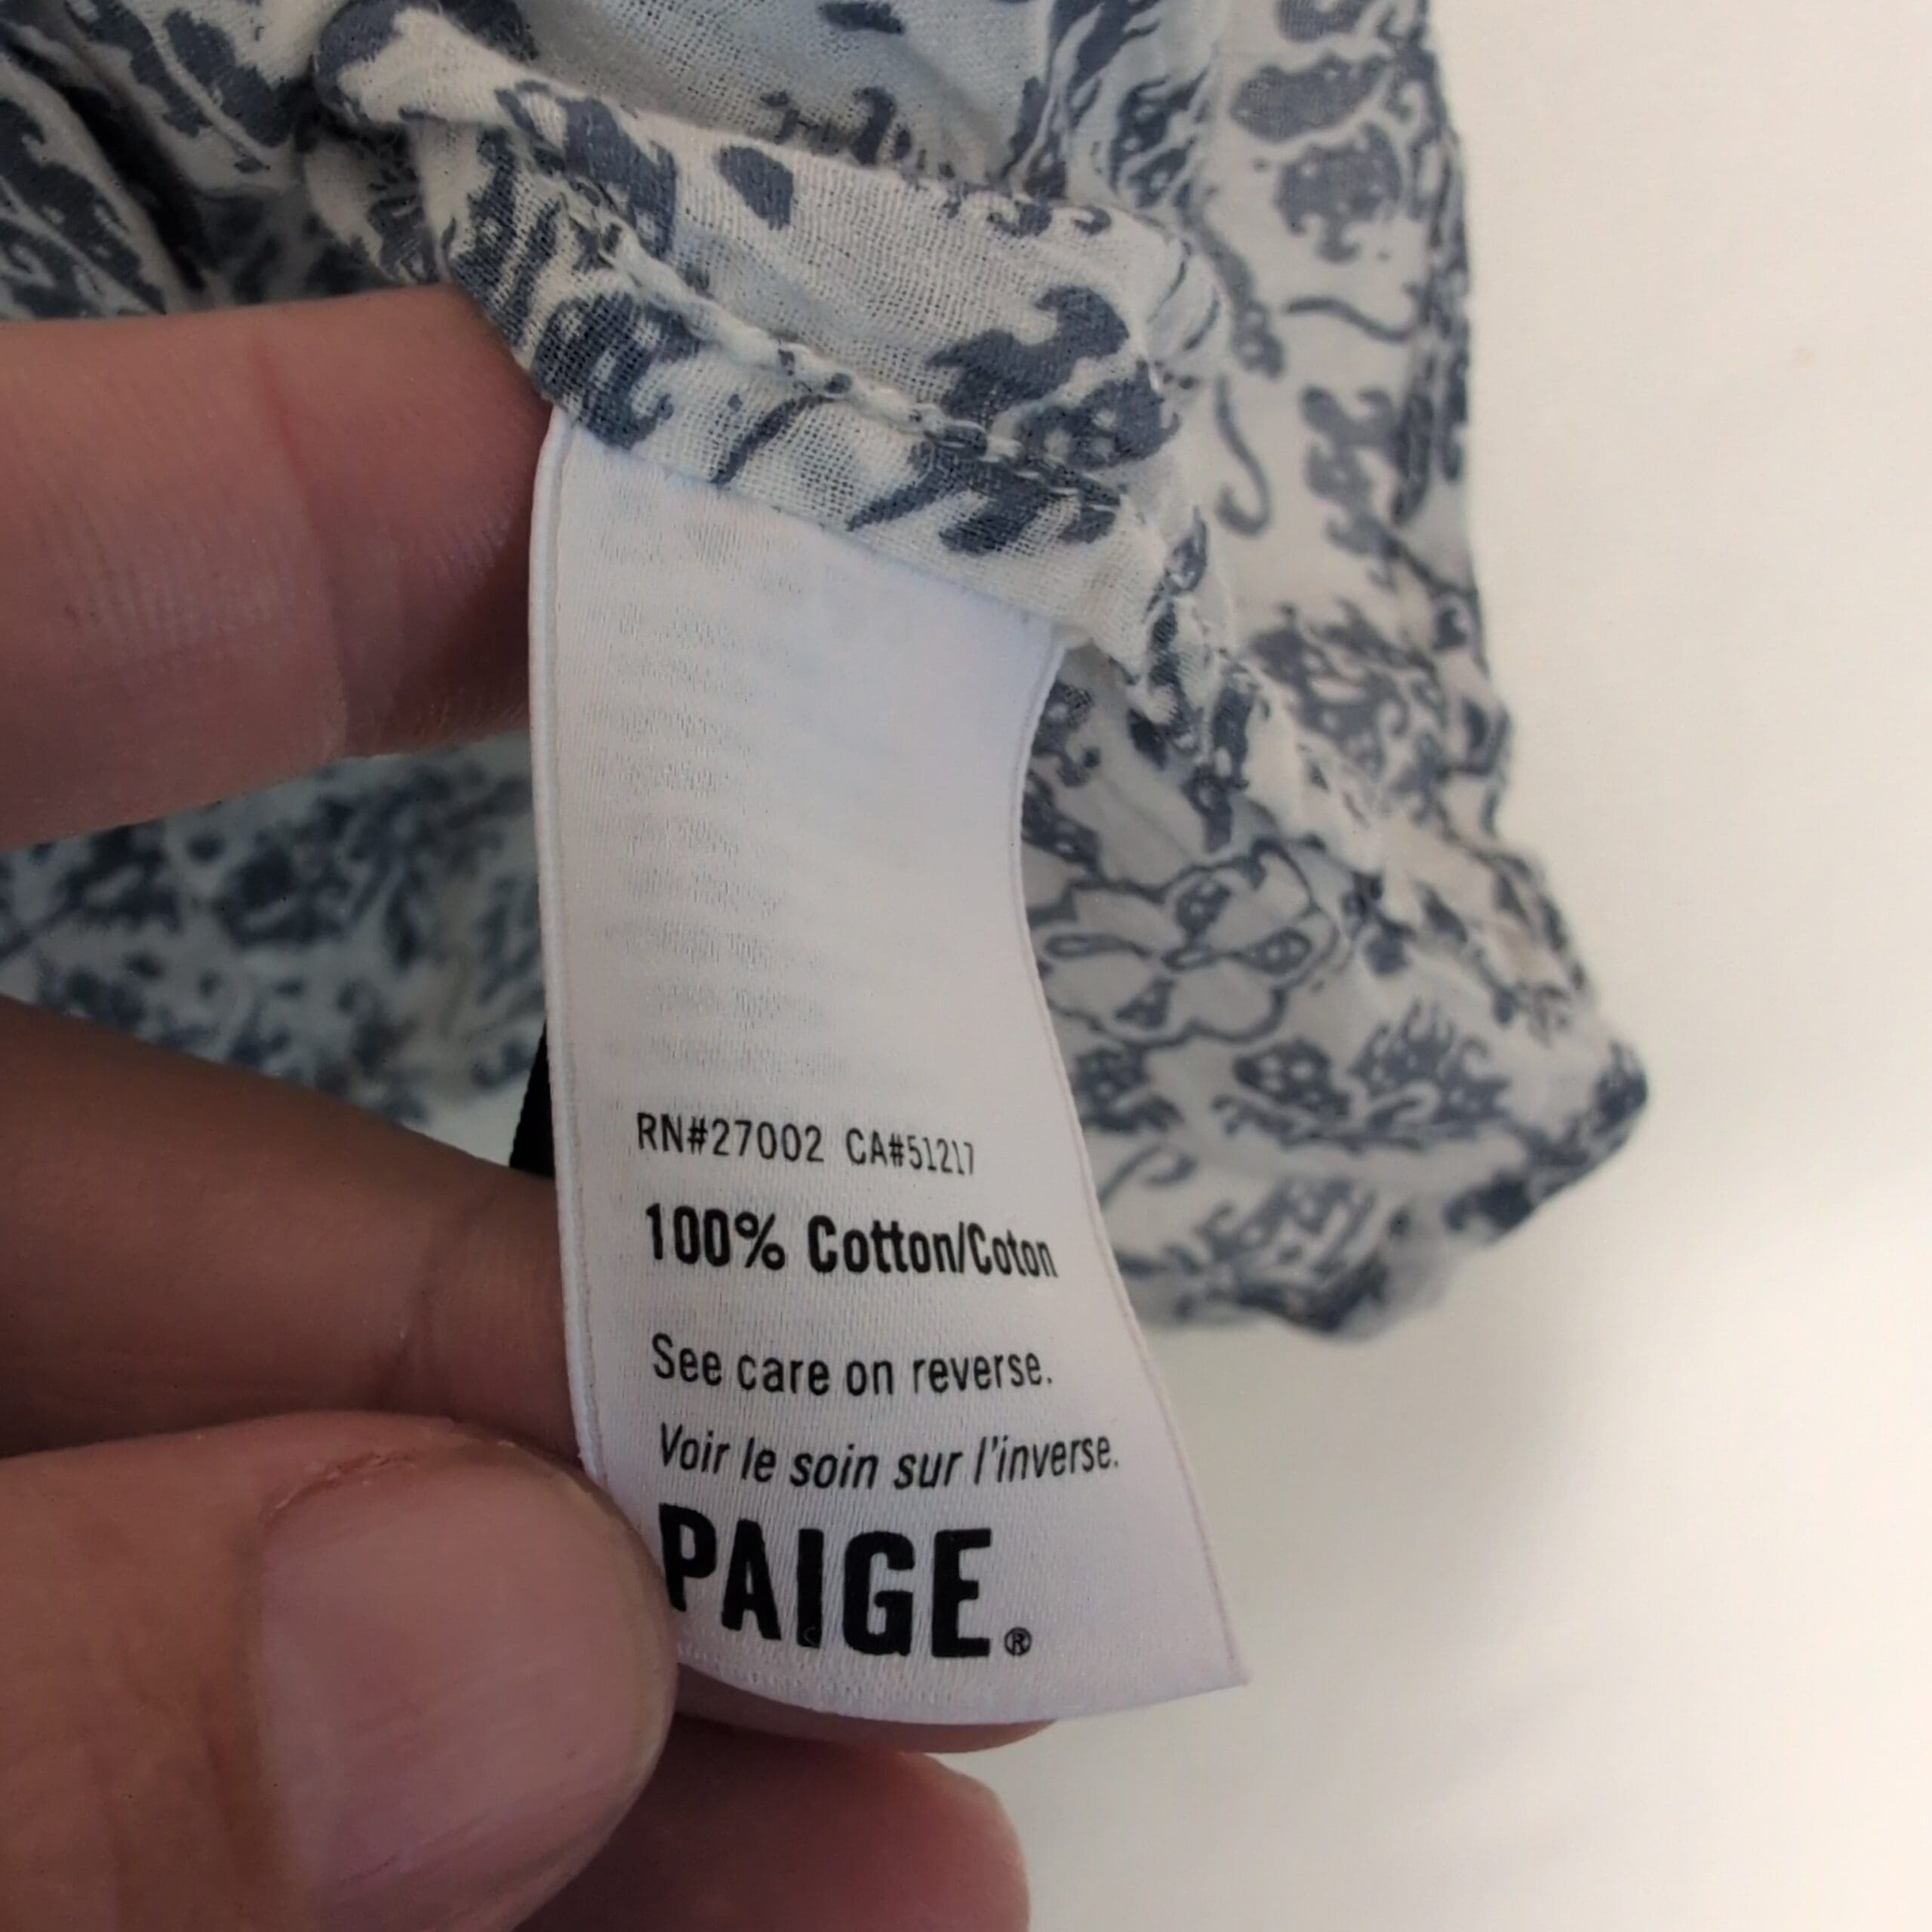 RN#27002 CA#51217
100% Cotton/Coton
See care on reverse.
Voir le soin sur l'inverse.
PAIGE®